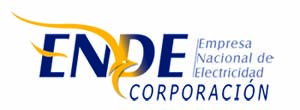 ENDE
Empresa
Nacional de
Electricidad
CORPORACIÓN